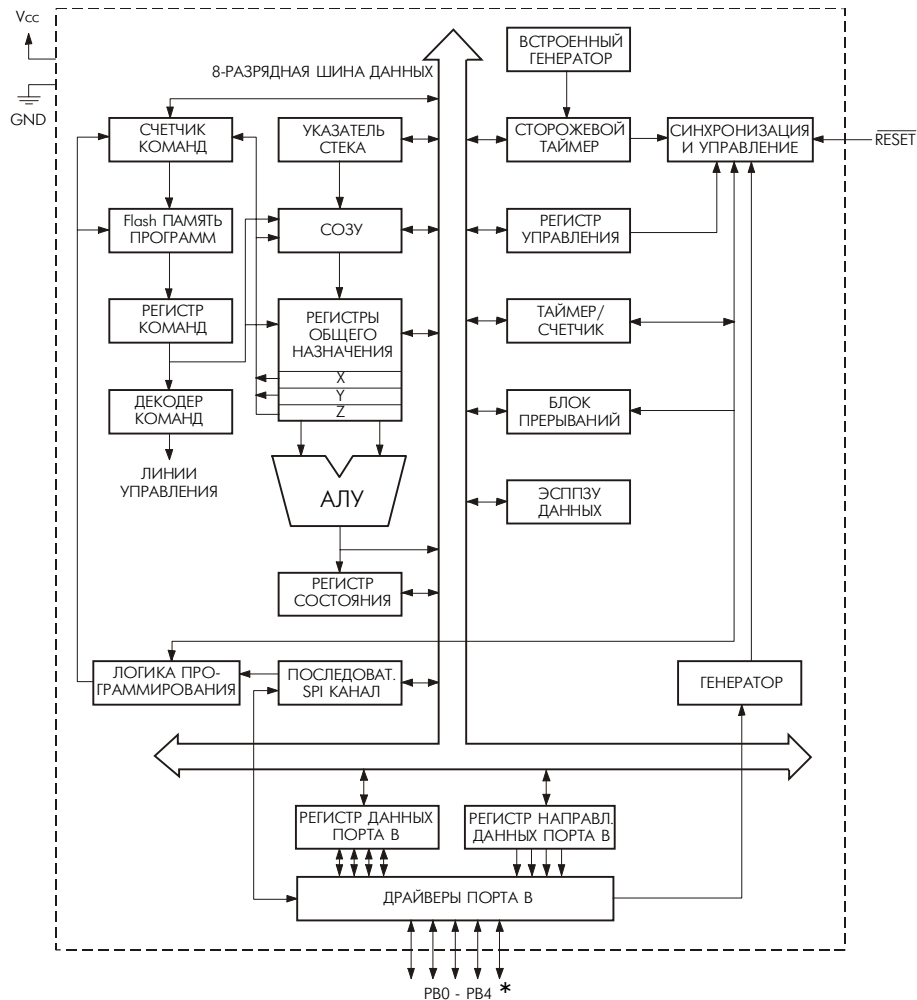 Vcc
GND
8-РАЗРЯДНАЯ ШИНА ДАННЫХ
ВСТРОЕННЫЙ
ГЕНЕРАТОР
СЧЕТЧИК
КОМАНД
УКАЗАТЕЛЬ
СТЕКА
СТОРОЖЕВОЙ
ТАЙМЕР
СИНХРОНИЗАЦИЯ
И УПРАВЛЕНИЕ
RESET
Flash ПАМЯТЬ
ПРОГРАММ
СОЗУ
РЕГИСТР
УПРАВЛЕНИЯ
РЕГИСТР
КОМАНД
РЕГИСТРЫ
ОБЩЕГО
НАЗНАЧЕНИЯ
X
Y
Z
ТАЙМЕР/
СЧЕТЧИК
ДЕКОДЕР
КОМАНД
БЛОК
ПРЕРЫВАНИЙ
ЛИНИИ
УПРАВЛЕНИЯ
АЛУ
ЭСППЗУ
ДАННЫХ
РЕГИСТР
СОСТОЯНИЯ
ЛОГИКА ПРО-
ГРАММИРОВАНИЯ
ПОСЛЕДОВАТ.
SPI КАНАЛ
ГЕНЕРАТОР
РЕГИСТР ДАННЫХ
ПОРТА В
РЕГИСТР НАПРАВЛ.
ДАННЫХ ПОРТА В
ДРАЙВЕРЫ ПОРТА В
PB0 - PB4 *